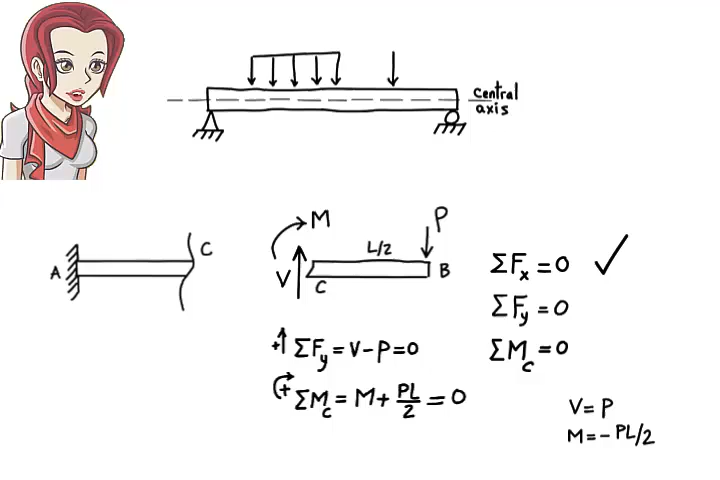 central
axis
M
P
L/2
A
C
V
C
B
ΣFx = 0 ✓
ΣFy = 0
ΣMc = 0
+↑ ΣFy = V - P = 0
(+ ΣMc = M + PL/2 = 0
V = P
M = - PL/2